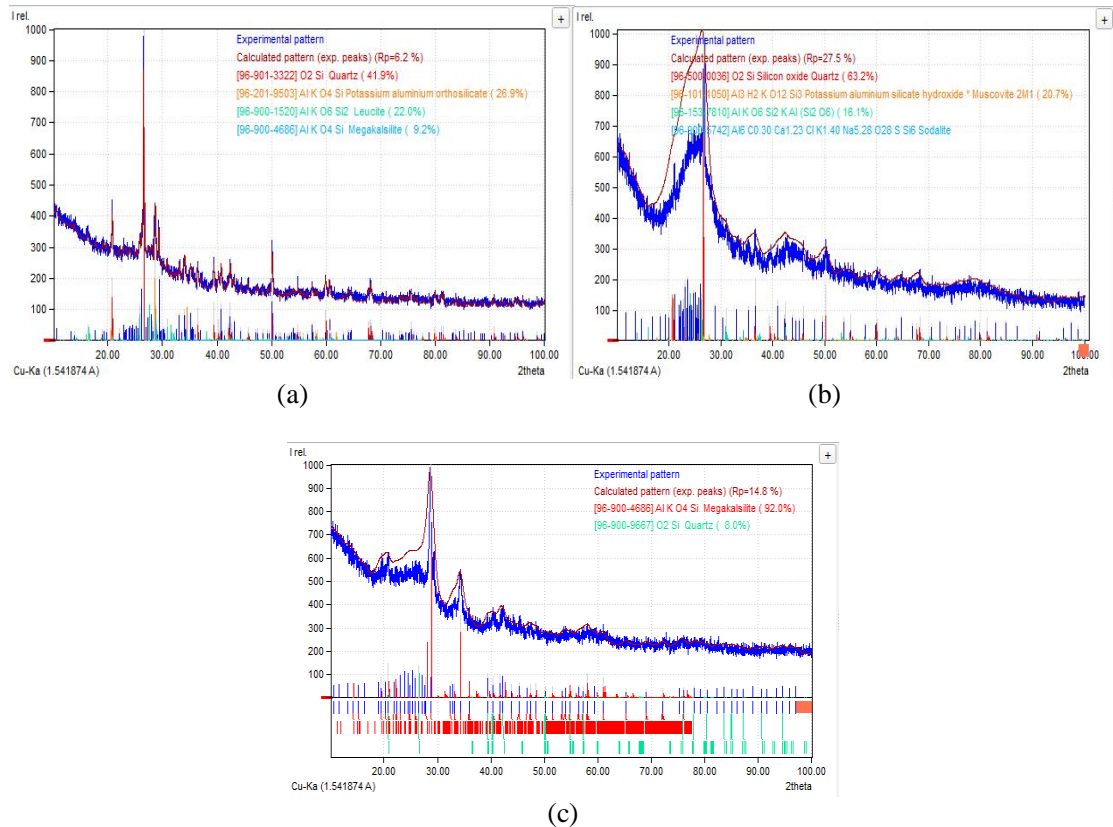 I rel.
+
1000
900
800
700
600
500
400
300
200
100
Experimental pattern
Calculated pattern (exp. peaks) (Rp=6.2 %)
[96-901-3322] O2 Si Quartz ( 41.9%)
[96-201-9503] Al K O4 Si Potassium aluminium orthosilicate ( 26.9%)
[96-900-1520] Al K O6 Si2 Leucite ( 22.0%)
[96-900-4686] Al K O4 Si Megakalsilite ( 9.2%)
20.00 30.00 40.00 50.00 60.00 70.00 80.00 90.00 100.00
Cu-Ka (1.541874 A) 2theta
(a)
I rel.
+
1000
900
800
700
600
500
400
300
200
100
Experimental pattern
Calculated pattern (exp. peaks) (Rp=27.5 %)
O2 Si Silicon oxide Quartz ( 63.2%)
Al3 H2 K O12 Si3 Potassium aluminium silicate hydroxide * Muscovite 2M1 ( 20.7%)
Al K O6 Si2 K Al (Si2 O6) ( 16.1%)
Al6 C0.30 Ca1.23 Cl K1.40 Na5.28 O28 S Si6 Sodalite
20.00 30.00 40.00 50.00 60.00 70.00 80.00 90.00
Cu-Ka (1.541874 A) 2theta
(b)
I rel.
+
1000
900
800
700
600
500
400
300
200
100
Experimental pattern
Calculated pattern (exp. peaks) (Rp=14.8 %)
[96-900-4686] Al K O4 Si Megakalsilite ( 92.0%)
[96-900-9667] O2 Si Quartz ( 8.0%)
20.00 30.00 40.00 50.00 60.00 70.00 80.00 90.00 100.00
Cu-Ka (1.541874 A) 2theta
(c)